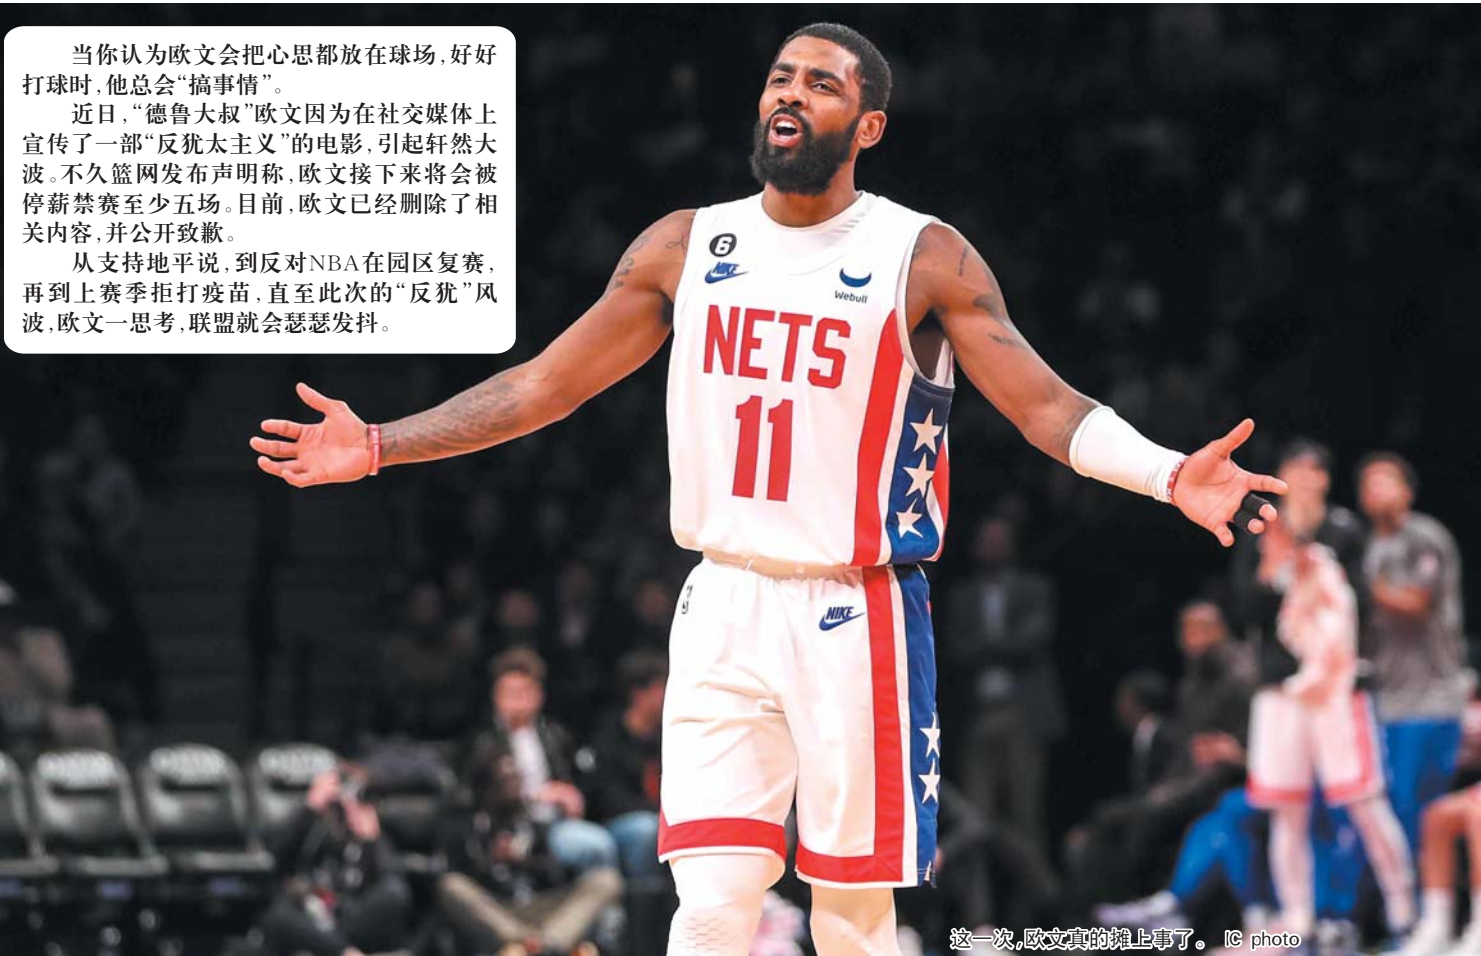 当你认为欧文会把心思都放在球场,好好
打球时,他总会“搞事情”。
近日,“德鲁大叔”欧文因为在社交媒体上
宣传了一部“反犹太主义”的电影,引起轩然大
波。不久篮网发布声明称,欧文接下来将会被
停薪禁赛至少五场。目前,欧文已经删除了相
关内容,并公开致歉。
从支持地平说,到反对NBA在园区复赛,
再到上赛季拒打疫苗,直至此次的“反犹”风
波,欧文一思考,联盟就会瑟瑟发抖。
6
NIKE
Webull
NETS
11
NIKE
这一次,欧文真的摊上事了。 IC photo